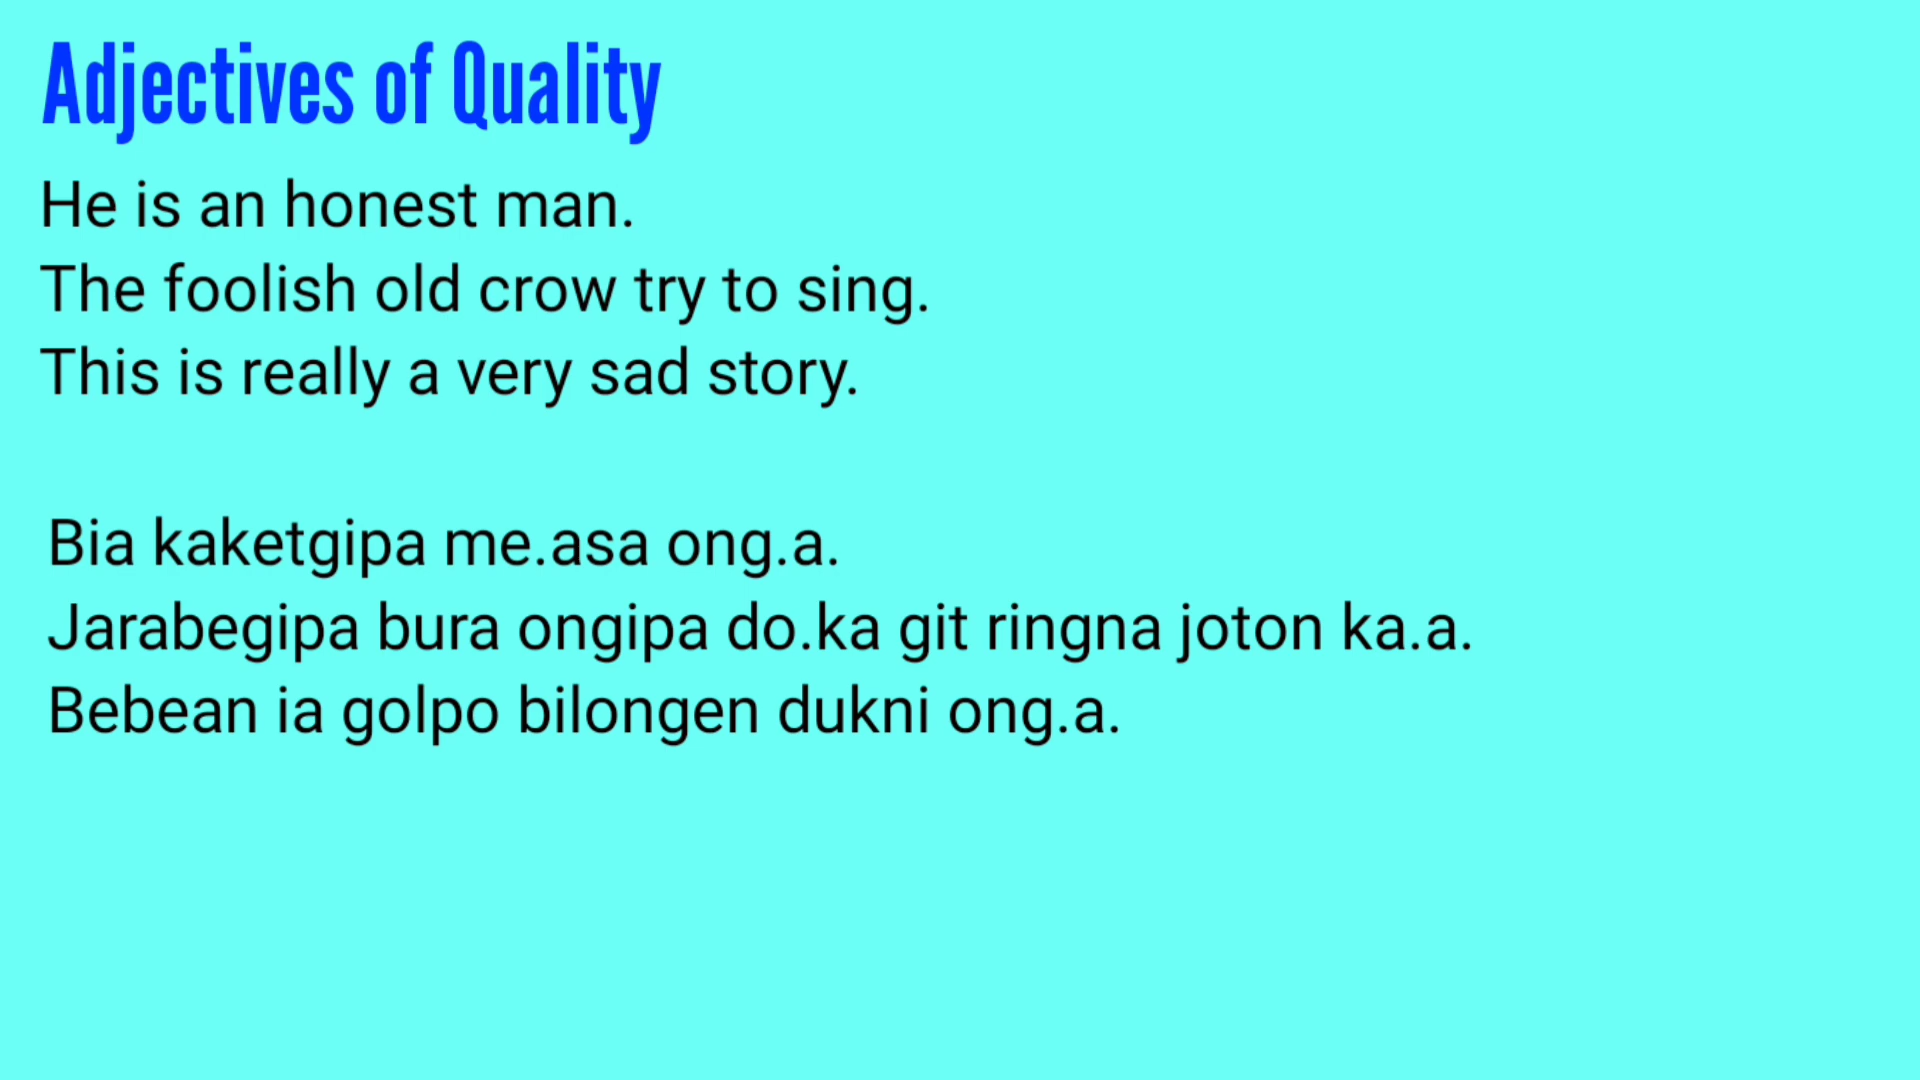 Adjectives of Quality
He is an honest man.
The foolish old crow try to sing.
This is really a very sad story.
Bia kaketgipa me.asa ong.a.
Jarabegipa bura ongipa do.ka git ringna joton ka.a.
Bebean ia golpo bilongen dukni ong.a.